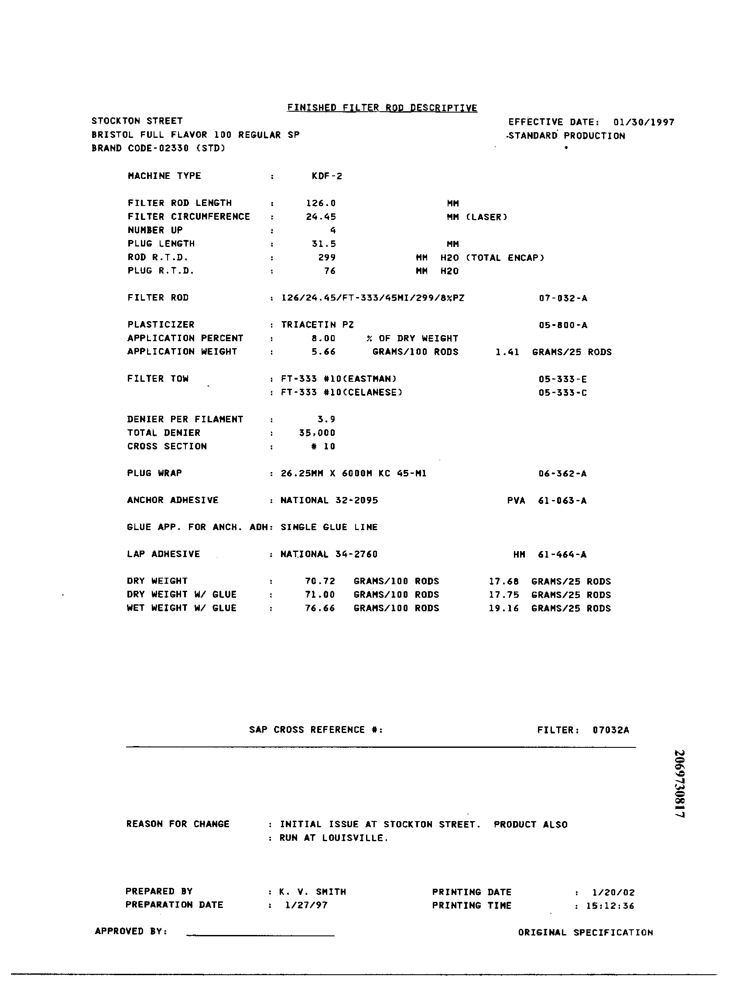 FINISHED FILTER ROD DESCRIPTIVE
STOCKTON STREET EFFECTIVE DATE: 01/30/1997
BRISTOL FULL FLAVOR 100 REGULAR SP -STANDARD PRODUCTION
BRAND CODE-02330 (STD)
MACHINE TYPE : KDF-2
FILTER ROD LENGTH : 126.0 MM
FILTER CIRCUMFERENCE : 24.45 MM (LASER)
NUMBER UP : 4
PLUG LENGTH : 31.5 MM
ROD R.T.D. : 299 MM H2O (TOTAL ENCAP)
PLUG R.T.D. : 76 MM H2O
FILTER ROD : 126/24.45/FT-333/45MI/299/8%PZ 07-032-A
PLASTICIZER : TRIACETIN PZ 05-800-A
APPLICATION PERCENT : 8.00 % OF DRY WEIGHT
APPLICATION WEIGHT : 5.66 GRAMS/100 RODS 1.41 GRAMS/25 RODS
FILTER TOW : FT-333 #10(EASTMAN) 05-333-E
: FT-333 #10(CELANESE) 05-333-C
DENIER PER FILAMENT : 3.9
TOTAL DENIER : 35,000
CROSS SECTION : # 10
PLUG WRAP : 26.25MM X 6000M KC 45-M1 06-362-A
ANCHOR ADHESIVE : NATIONAL 32-2095 PVA 61-063-A
GLUE APP. FOR ANCH. ADH: SINGLE GLUE LINE
LAP ADHESIVE : NATIONAL 34-2760 HM 61-464-A
DRY WEIGHT : 70.72 GRAMS/100 RODS 17.68 GRAMS/25 RODS
DRY WEIGHT W/ GLUE : 71.00 GRAMS/100 RODS 17.75 GRAMS/25 RODS
WET WEIGHT W/ GLUE : 76.66 GRAMS/100 RODS 19.16 GRAMS/25 RODS
SAP CROSS REFERENCE #: FILTER: 07032A
2069730817
REASON FOR CHANGE : INITIAL ISSUE AT STOCKTON STREET. PRODUCT ALSO
: RUN AT LOUISVILLE.
PREPARED BY : K. V. SMITH PRINTING DATE : 1/20/02
PREPARATION DATE : 1/27/97 PRINTING TIME : 15:12:36
APPROVED BY: ORIGINAL SPECIFICATION